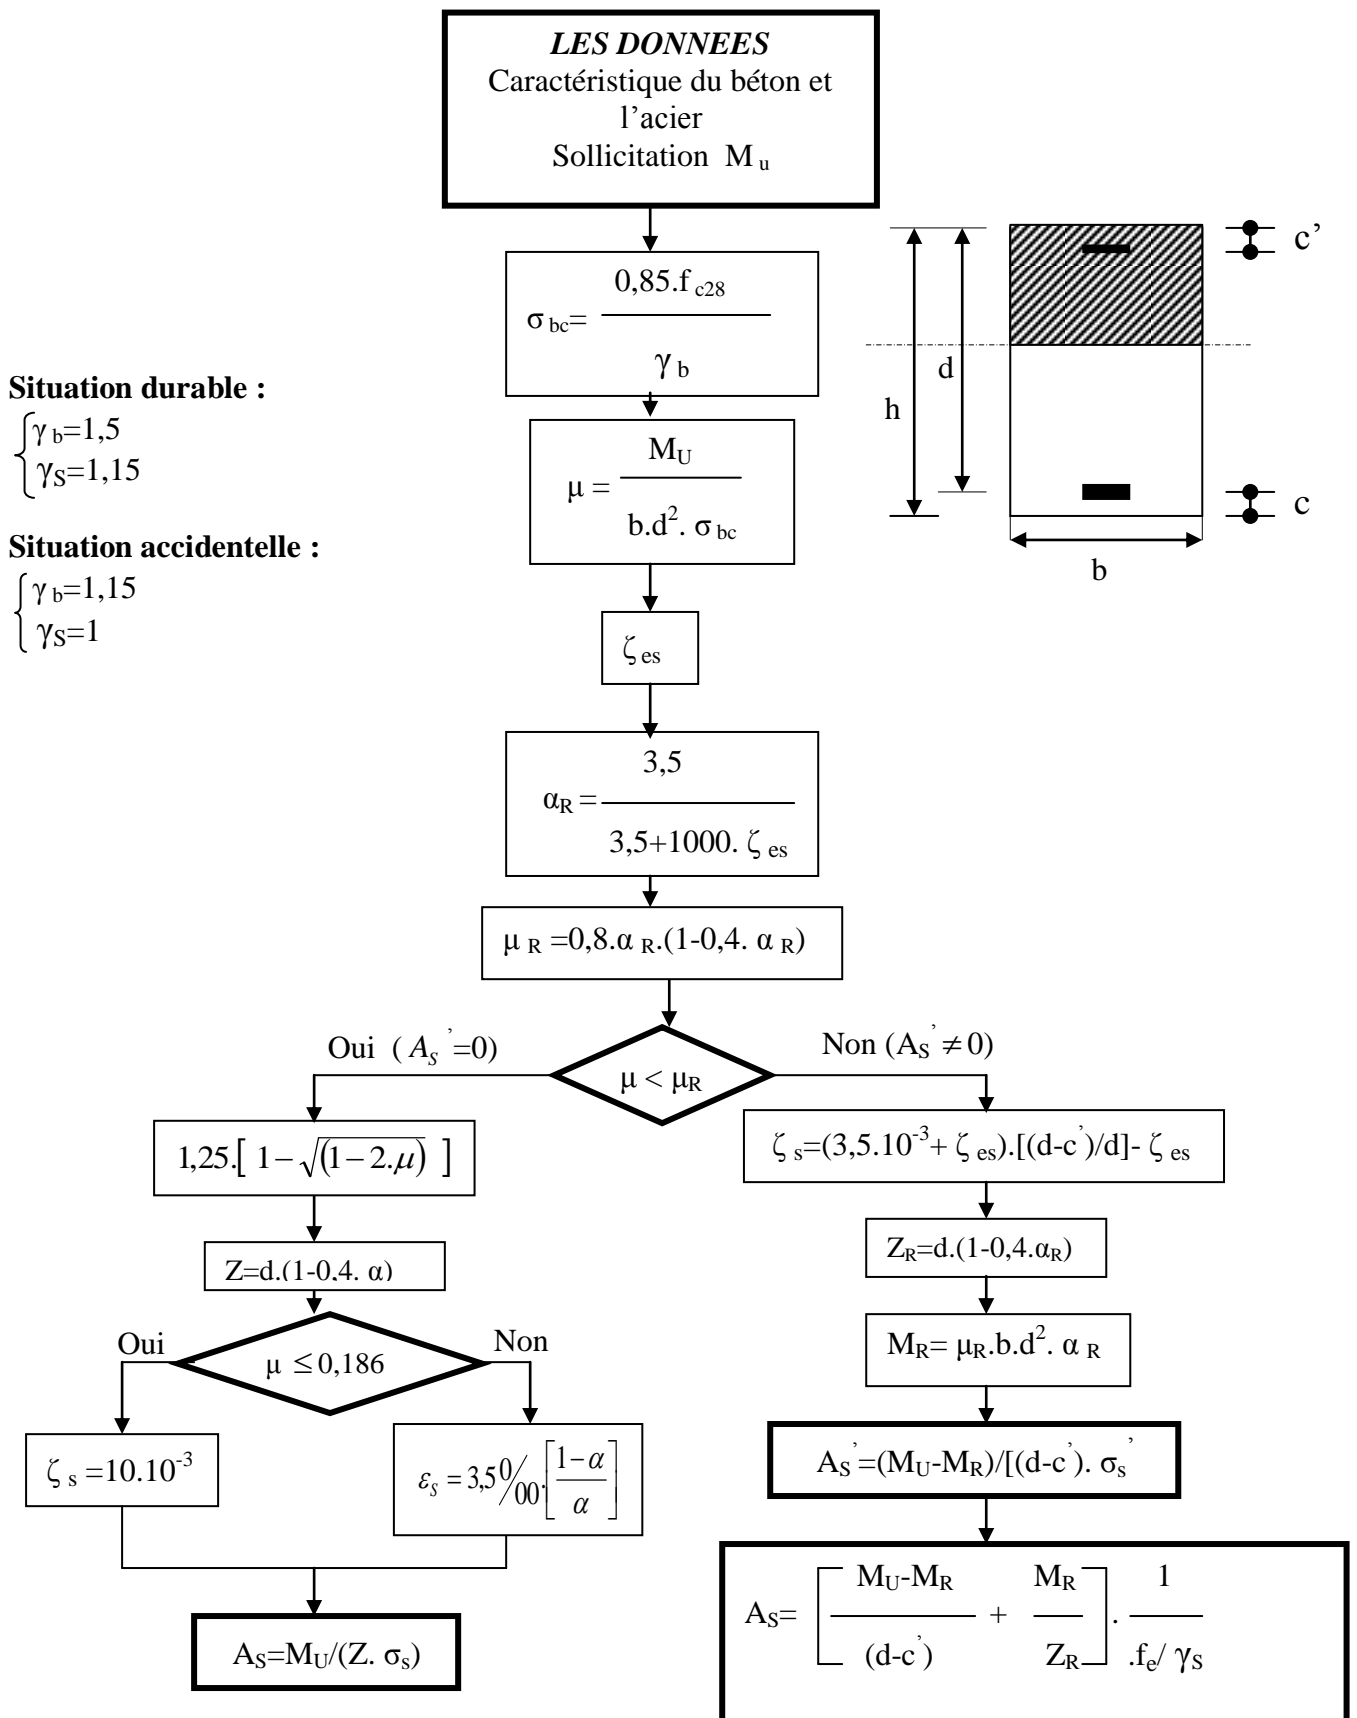 LES DONNEES
Caractéristique du béton et
l’acier
Sollicitation M u
σ bc= 0,85.f c28 / γ b
c’
d
h
c
b
Situation durable :
γ b=1,5
γS=1,15
Situation accidentelle :
γ b=1,15
γS=1
μ = MU / b.d². σ bc
ζ es
αR = 3,5 / 3,5+1000. ζ es
μ R =0,8.α R.(1-0,4. α R)
Oui ( AS’=0)
μ < μR
Non (AS’ ≠ 0)
1,25.[ 1−√(1−2.μ) ]
Z=d.(1-0,4. α)
Oui
μ ≤ 0,186
Non
ζ s =10.10⁻³
εS = 3,5 0/00.[1−α / α]
AS=MU/(Z. σs)
ζ s=(3,5.10⁻³+ ζ es).[(d-c’)/d]- ζ es
ZR=d.(1-0,4.αR)
MR= μR.b.d². α R
AS’=(MU-MR)/[(d-c’). σs’
AS= [ MU-MR / (d-c’) + MR / ZR ] . 1 / .fe/ γS